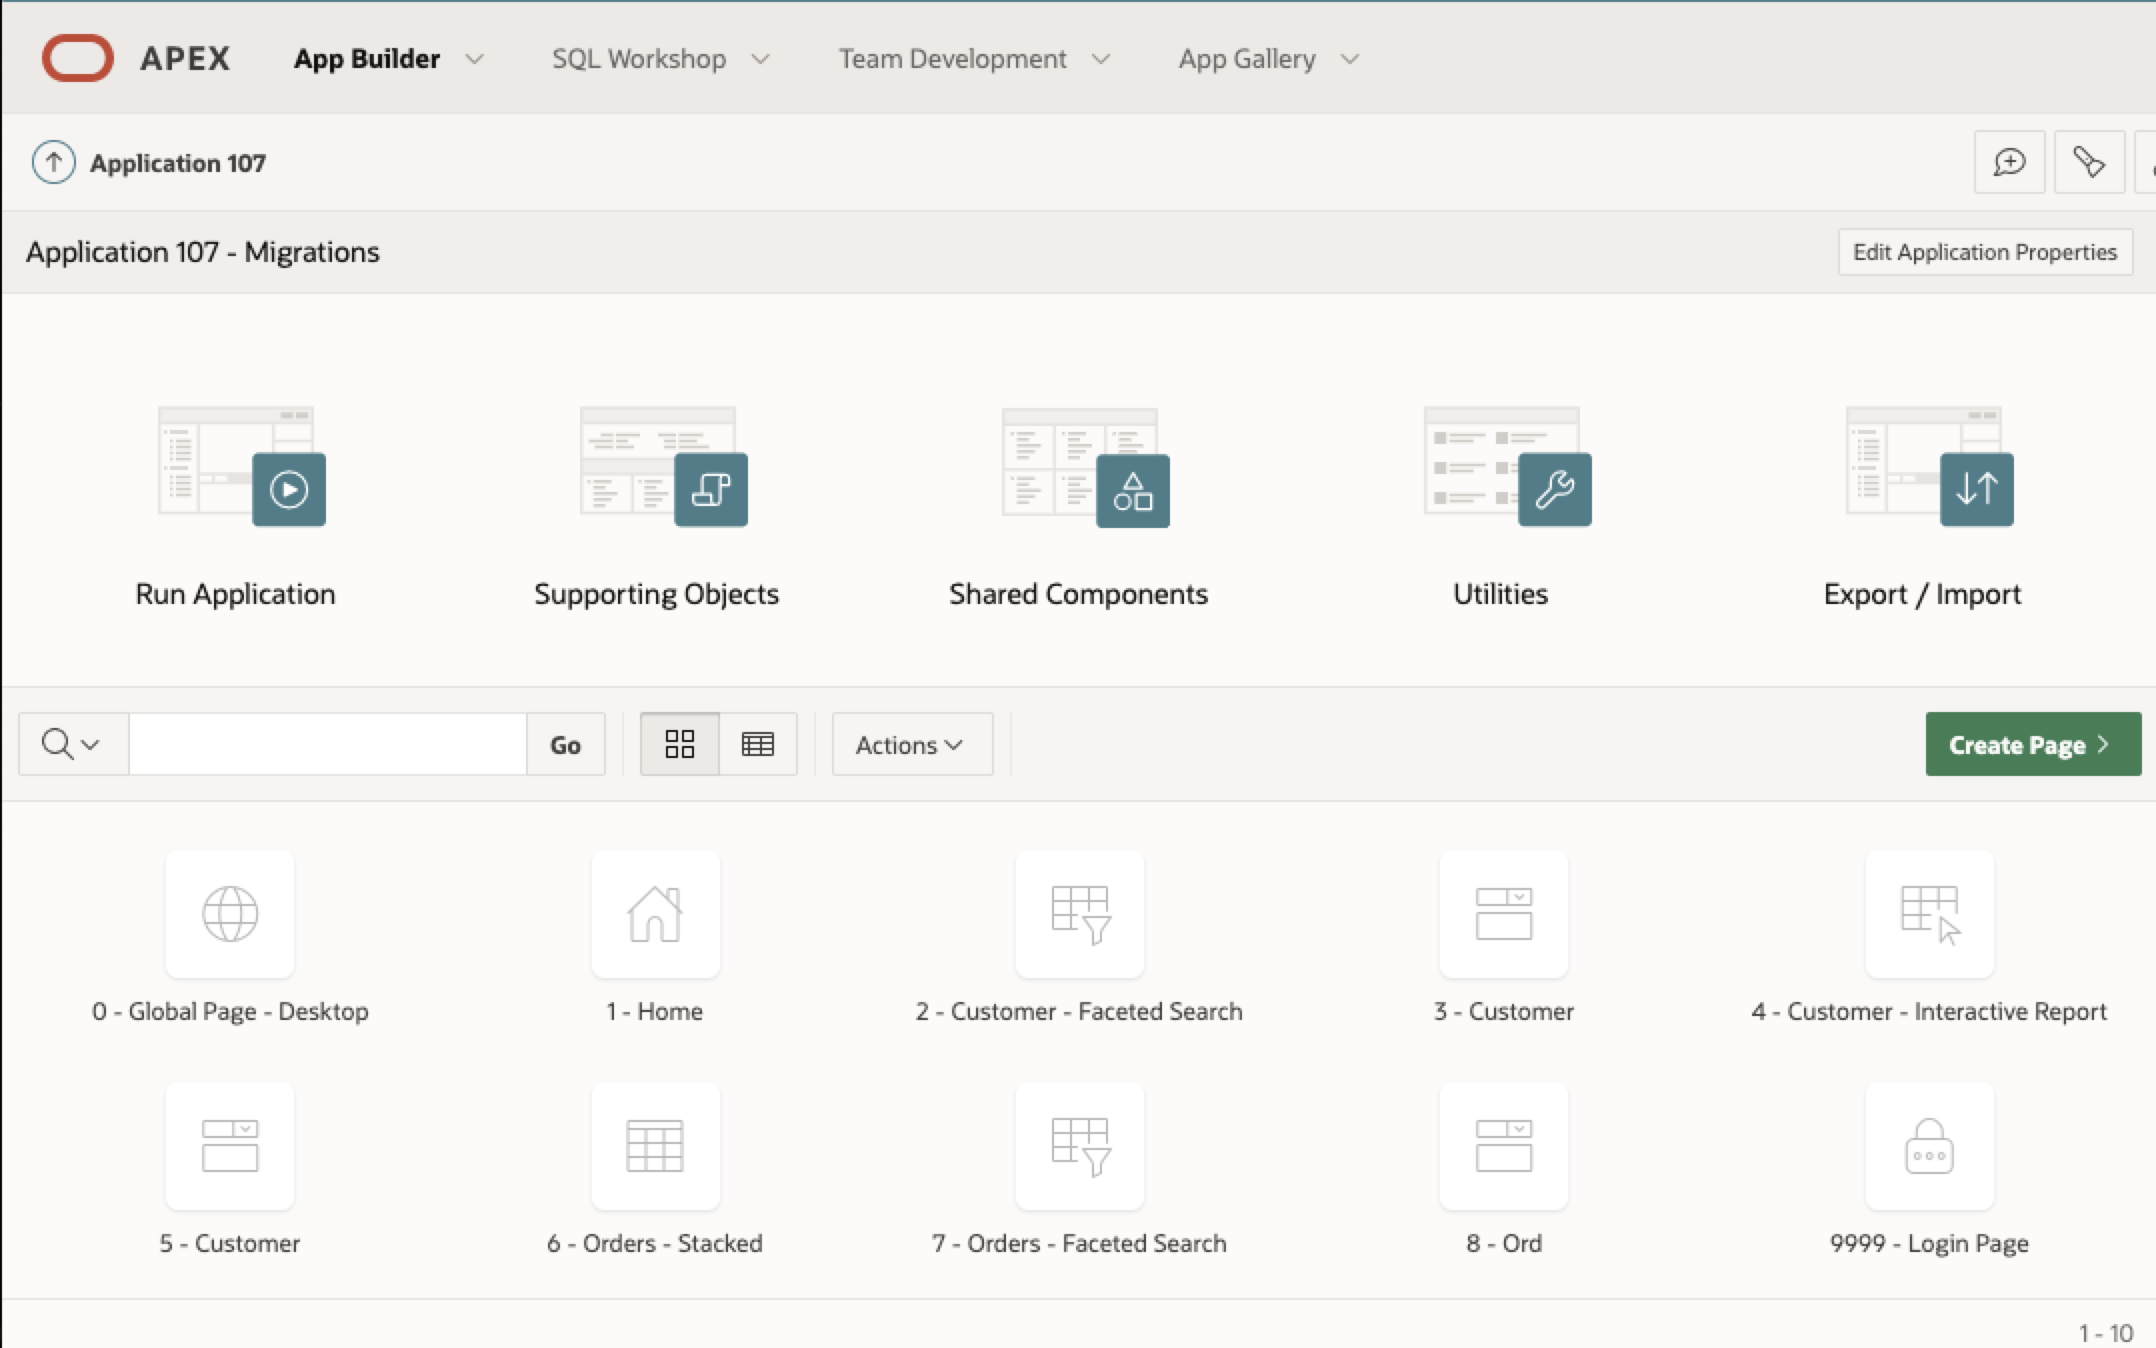 APEX App Builder SQL Workshop Team Development App Gallery
Application 107
Application 107 - Migrations Edit Application Properties
Run Application Supporting Objects Shared Components Utilities Export / Import
Go Actions Create Page
0 - Global Page - Desktop 1 - Home 2 - Customer - Faceted Search 3 - Customer 4 - Customer - Interactive Report
5 - Customer 6 - Orders - Stacked 7 - Orders - Faceted Search 8 - Ord 9999 - Login Page
1 - 10